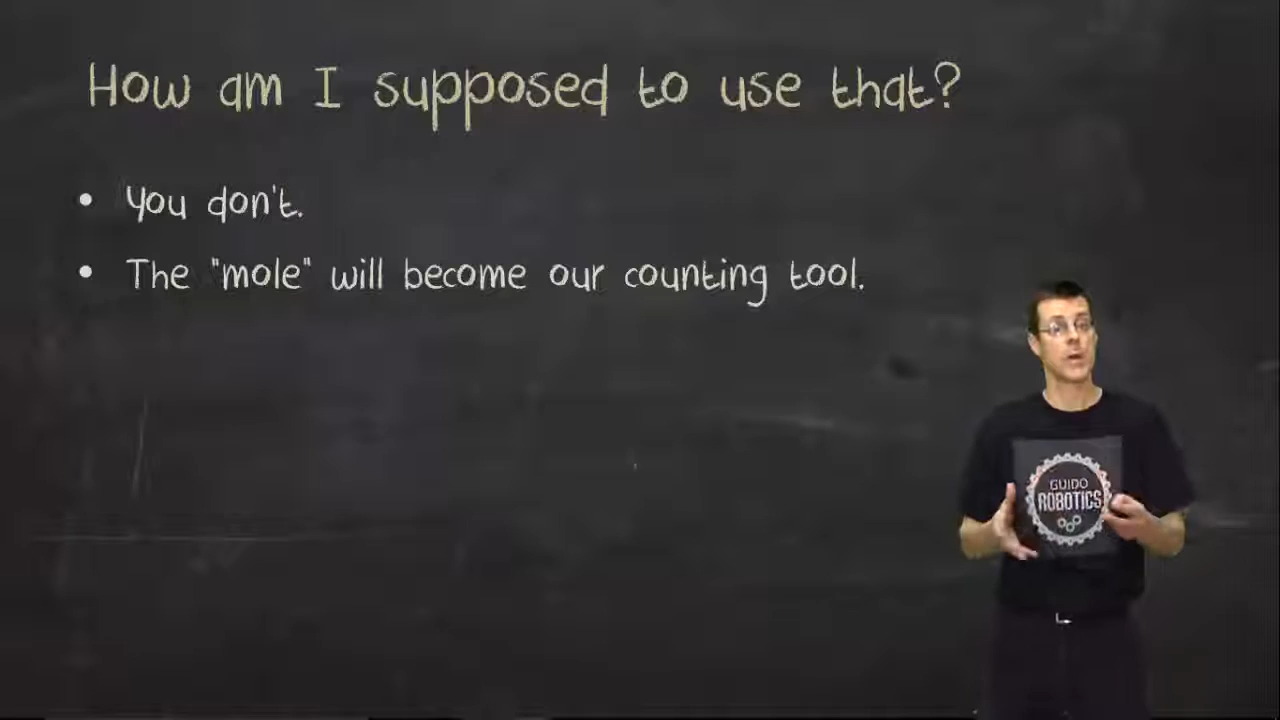 How am I supposed to use that?
• You don't.
• The "mole" will become our counting tool.
GUIDO
ROBOTICS